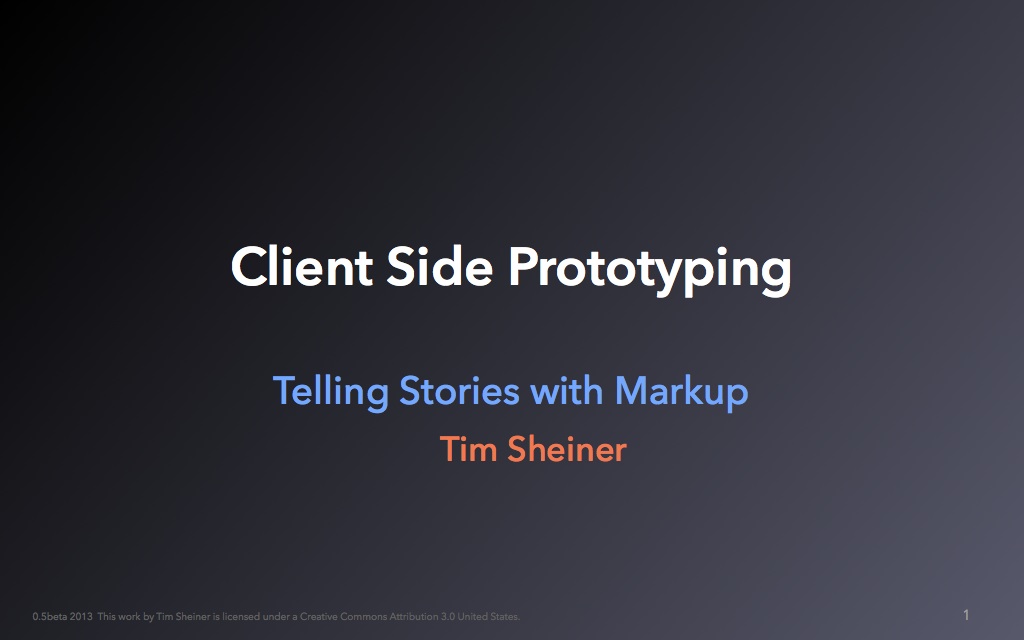 Client Side Prototyping
Telling Stories with Markup
Tim Sheiner
0.5beta 2013 This work by Tim Sheiner is licensed under a Creative Commons Attribution 3.0 United States.
1